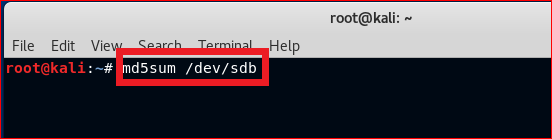 root@kali: ~
File Edit View Search Terminal Help
root@kali:~# md5sum /dev/sdb